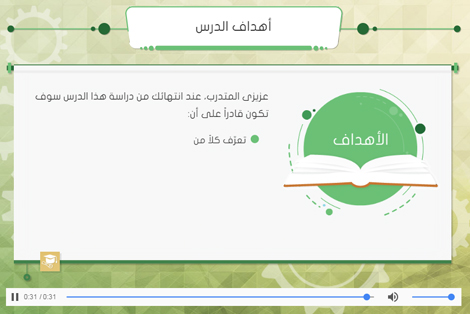 أهداف الدرس
عزيزى المتدرب، عند انتهائك من دراسة هذا الدرس سوف
تكون قادراً على أن:
تعرّف كلاً من
الأهداف
0:31 / 0:31